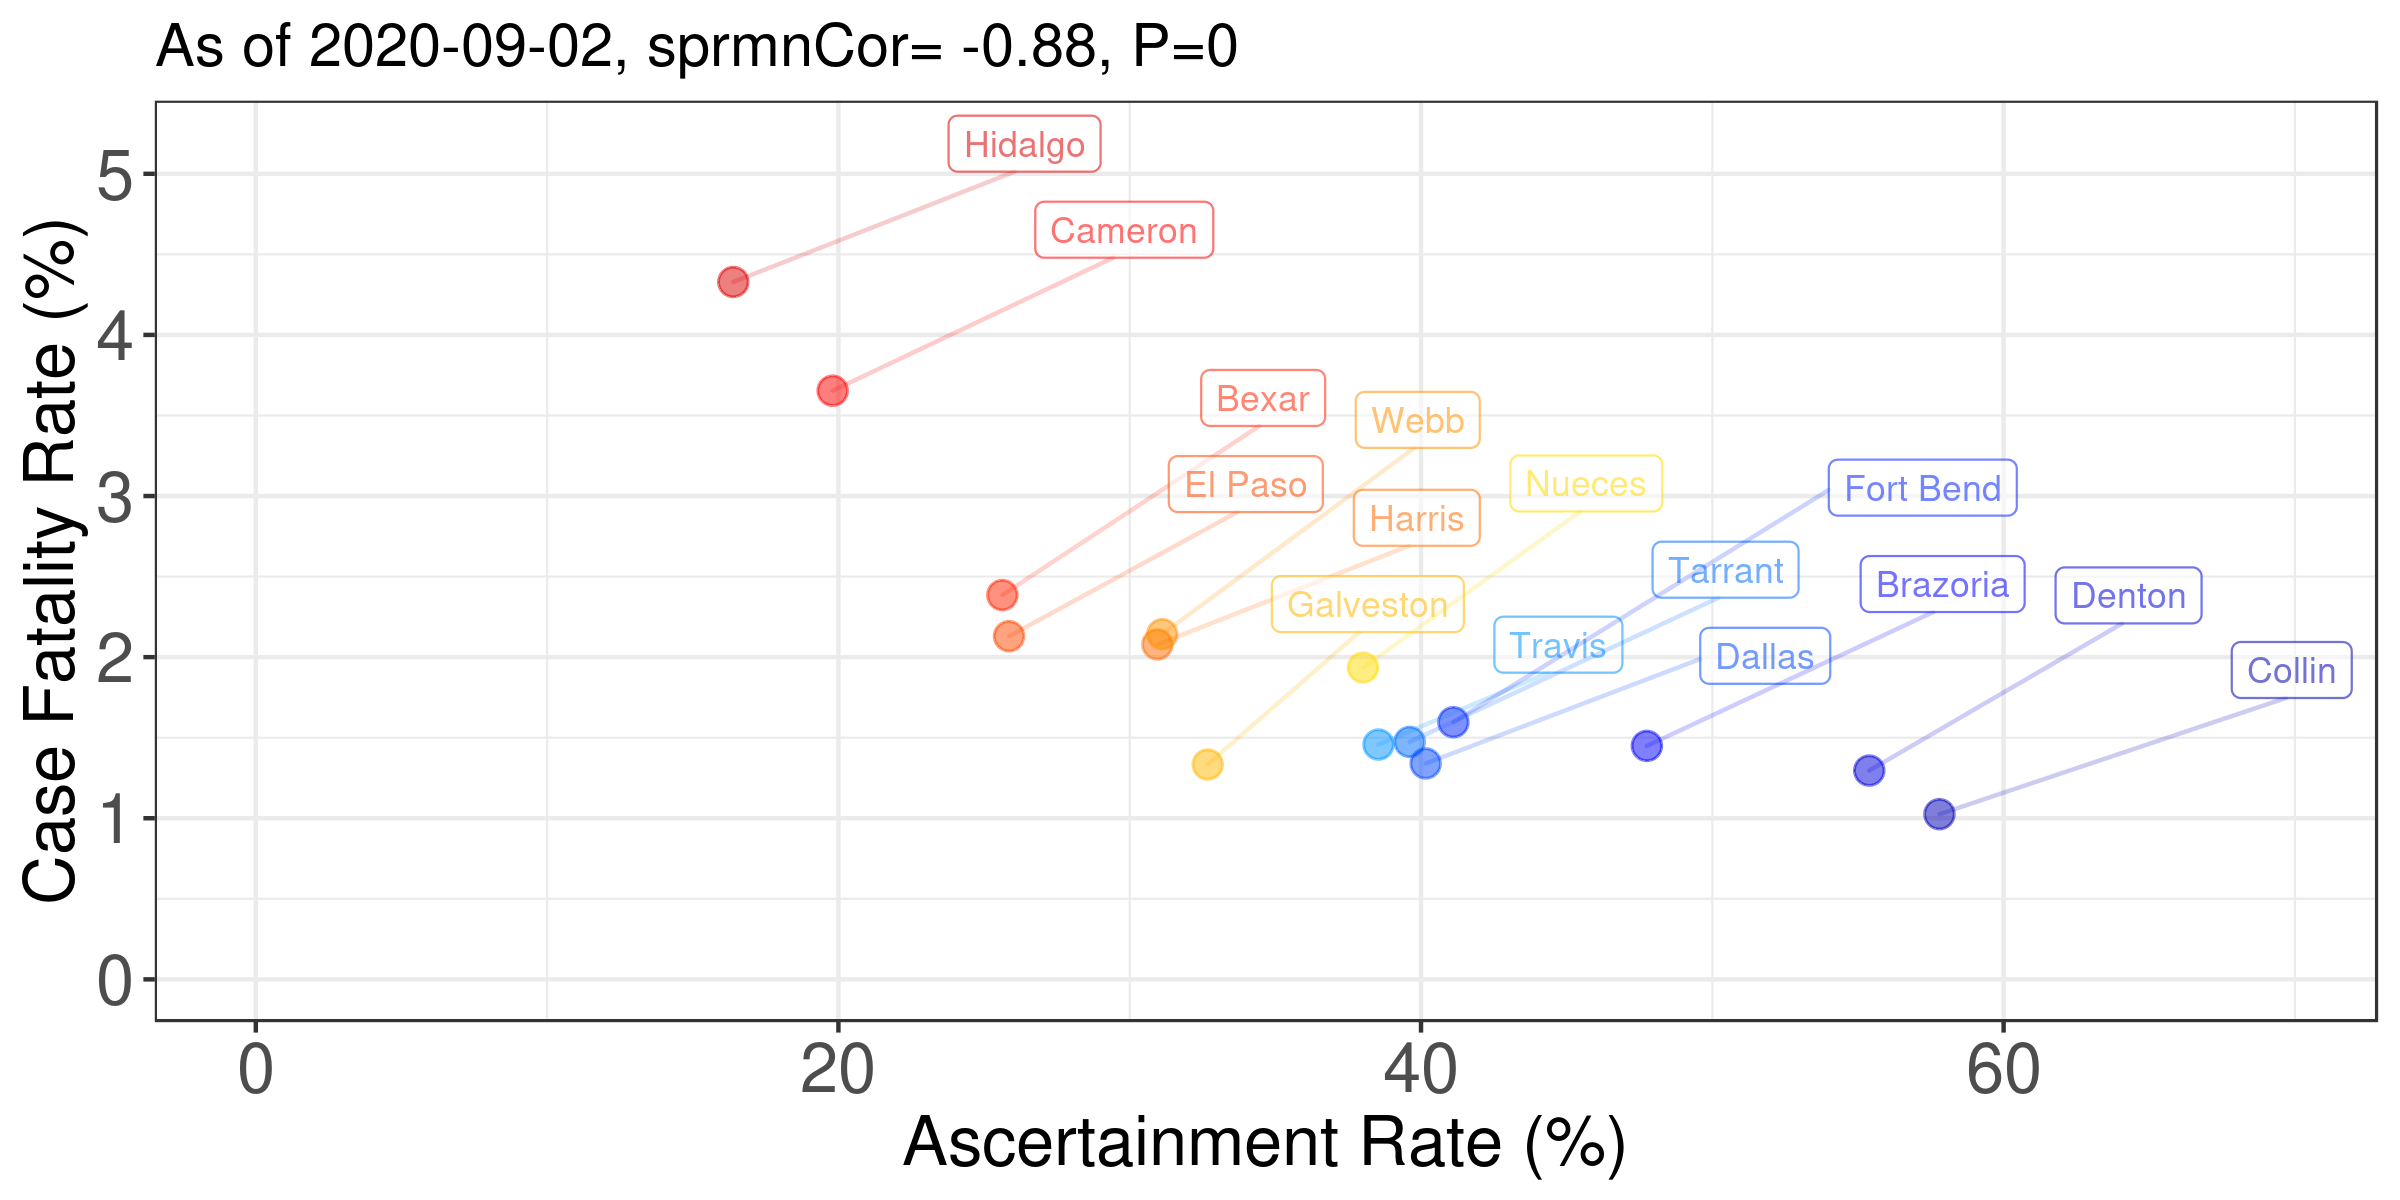 As of 2020-09-02, sprmnCor= -0.88, P=0
Case Fatality Rate (%)
5
4
3
2
1
0
Hidalgo
Cameron
Bexar
Webb
El Paso
Nueces
Fort Bend
Harris
Tarrant
Brazoria
Denton
Galveston
Travis
Dallas
Collin
0 20 40 60
Ascertainment Rate (%)